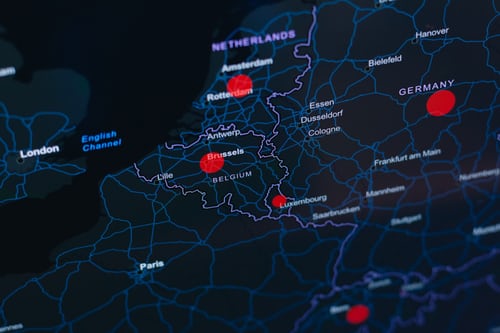 NETHERLANDS
Hanover
Amsterdam
Bielefeld
Rotterdam
GERMANY
Essen
Dusseldorf
Cologne
English
Channel
Antwerp
London
Brussels
Frankfurt am Main
Lille
BELGIUM
Nuremberg
Mannheim
Luxembourg
Saarbrucken
Stuttgart
Paris